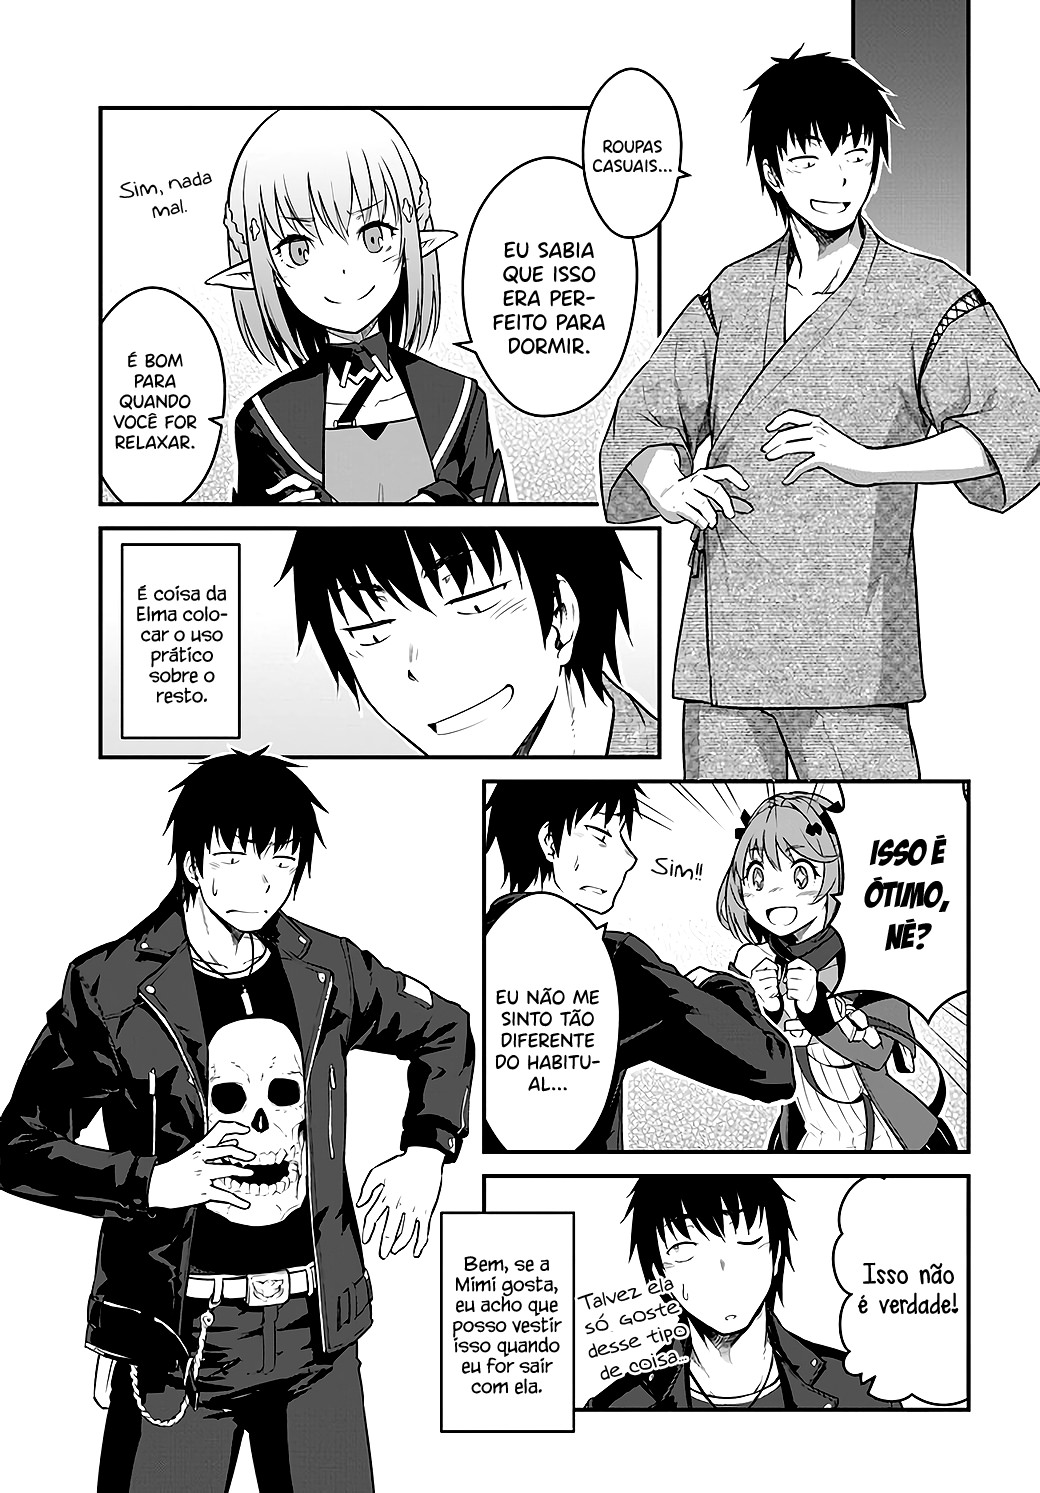 ROUPAS
CASUAIS...
EU SABIA
QUE ISSO
ERA PER-
FEITO PARA
DORMIR.
Sim, nada
mal.
É BOM
PARA
QUANDO
VOCÊ FOR
RELAXAR.
É coisa da
Elma colo-
car o uso
prático
sobre o
resto.
ISSO É
ÓTIMO,
NÉ?
Sim!!
EU NÃO ME
SINTO TÃO
DIFERENTE
DO HABITU-
AL...
Isso não
é verdade!
Talvez ela
só goste
desse tipo
de coisa...
Bem, se a
Mimi gosta,
eu acho que
posso vestir
isso quando
eu for sair
com ela.